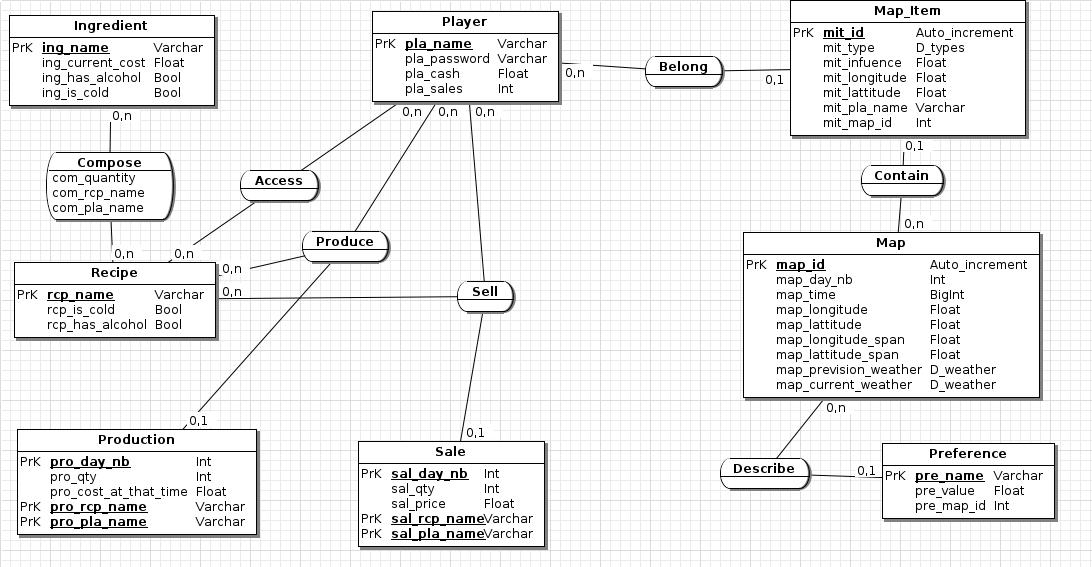 Ingredient
PrK ing_name Varchar
ing_current_cost Float
ing_has_alcohol Bool
ing_is_cold Bool
0,n
Compose
com_quantity
com_rcp_name
com_pla_name
0,n
Player
PrK pla_name Varchar
pla_password Varchar
pla_cash Float
pla_sales Int
0,n 0,n 0,n
0,n
Belong
0,1
Map_Item
PrK mit_id Auto_increment
mit_type D_types
mit_infuence Float
mit_longitude Float
mit_lattitude Float
mit_pla_name Varchar
mit_map_id Int
0,1
Contain
0,n
Access
0,n
Produce
0,n
0,n
Sell
Recipe
PrK rcp_name Varchar
rcp_is_cold Bool
rcp_has_alcohol Bool
Map
PrK map_id Auto_increment
map_day_nb Int
map_time BigInt
map_longitude Float
map_lattitude Float
map_longitude_span Float
map_lattitude_span Float
map_prevision_weather D_weather
map_current_weather D_weather
0,n
Describe
0,1
0,1
Production
PrK pro_day_nb Int
pro_qty Int
pro_cost_at_that_time Float
PrK pro_rcp_name Varchar
PrK pro_pla_name Varchar
0,1
Sale
PrK sal_day_nb Int
sal_qty Int
sal_price Float
PrK sal_rcp_name Varchar
PrK sal_pla_name Varchar
Preference
PrK pre_name Varchar
pre_value Float
pre_map_id Int